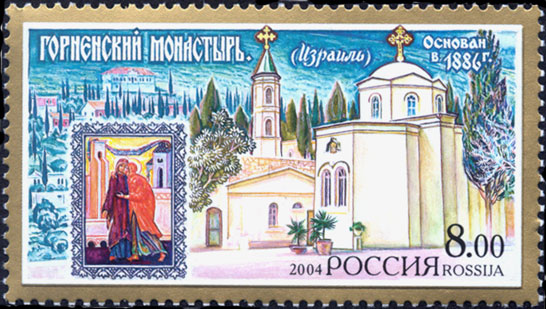 ГОРНЕНСКИЙ МОНАСТЫРЬ.
(ИЗРАИЛЬ)
ОСНОВАН
В 1886 Г.
8.00
2004 РОССИЯ ROSSIJA